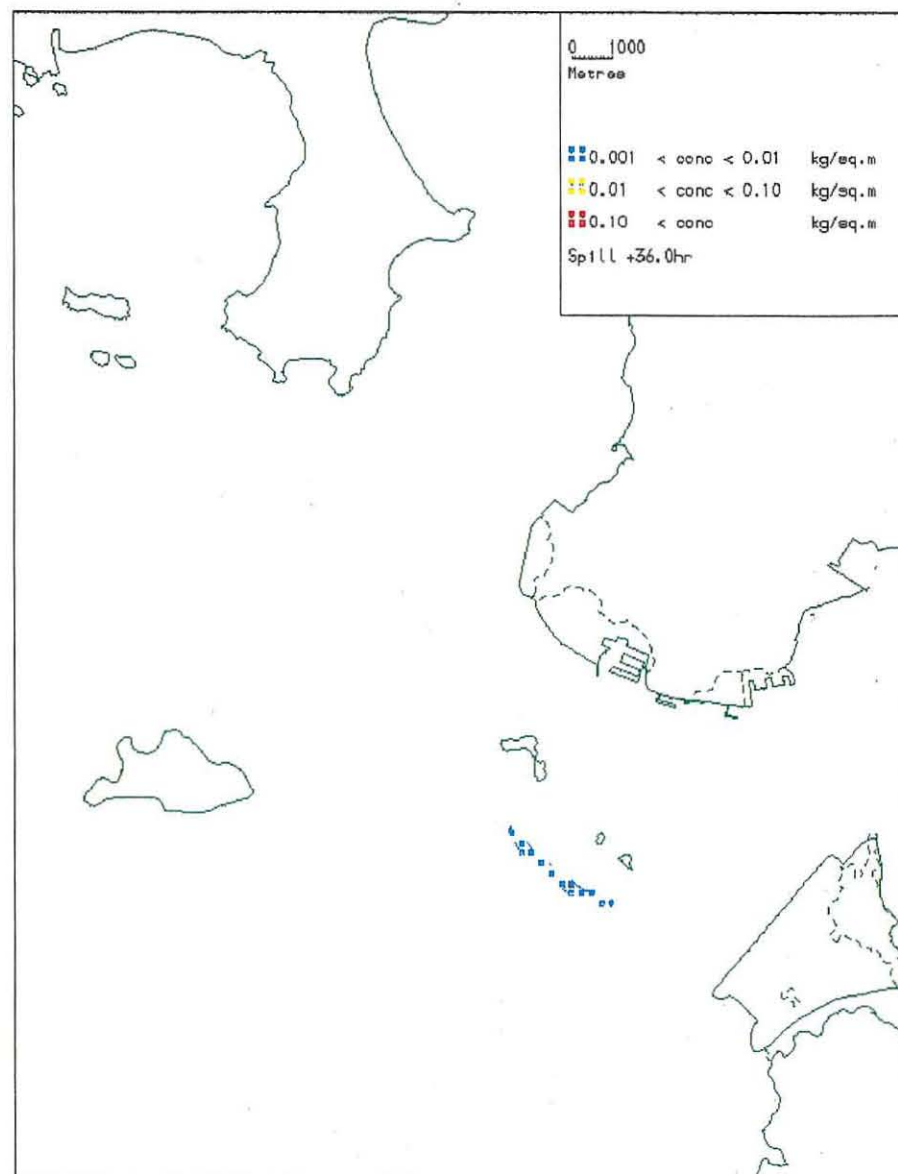 0 1000
Metres
0.001 < conc < 0.01 kg/sq.m
0.01 < conc < 0.10 kg/sq.m
0.10 < conc kg/sq.m
Spill +36.0hr